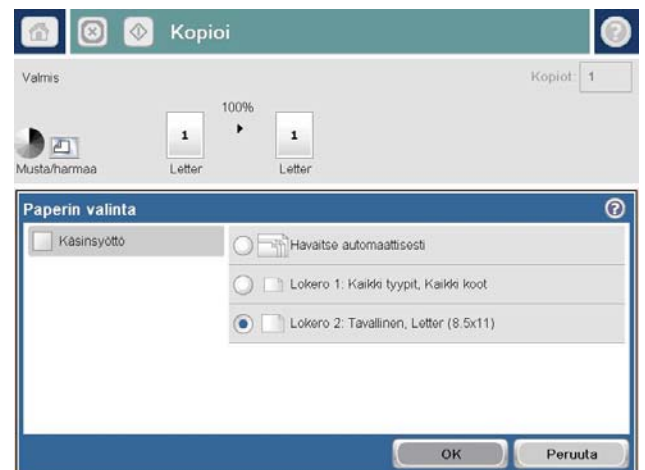 Kopioi
Valmis
Kopiot: 1
100%
1 1
Musta/harmaa Letter Letter
Paperin valinta
Käsinsyöttö
Havaitse automaattisesti
Lokero 1: Kaikki tyypit, Kaikki koot
Lokero 2: Tavallinen, Letter (8.5x11)
OK Peruuta